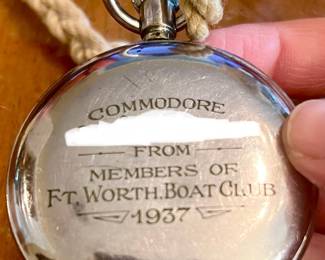 COMMODORE
FROM
MEMBERS OF
FT. WORTH.BOAT CLUB
1937